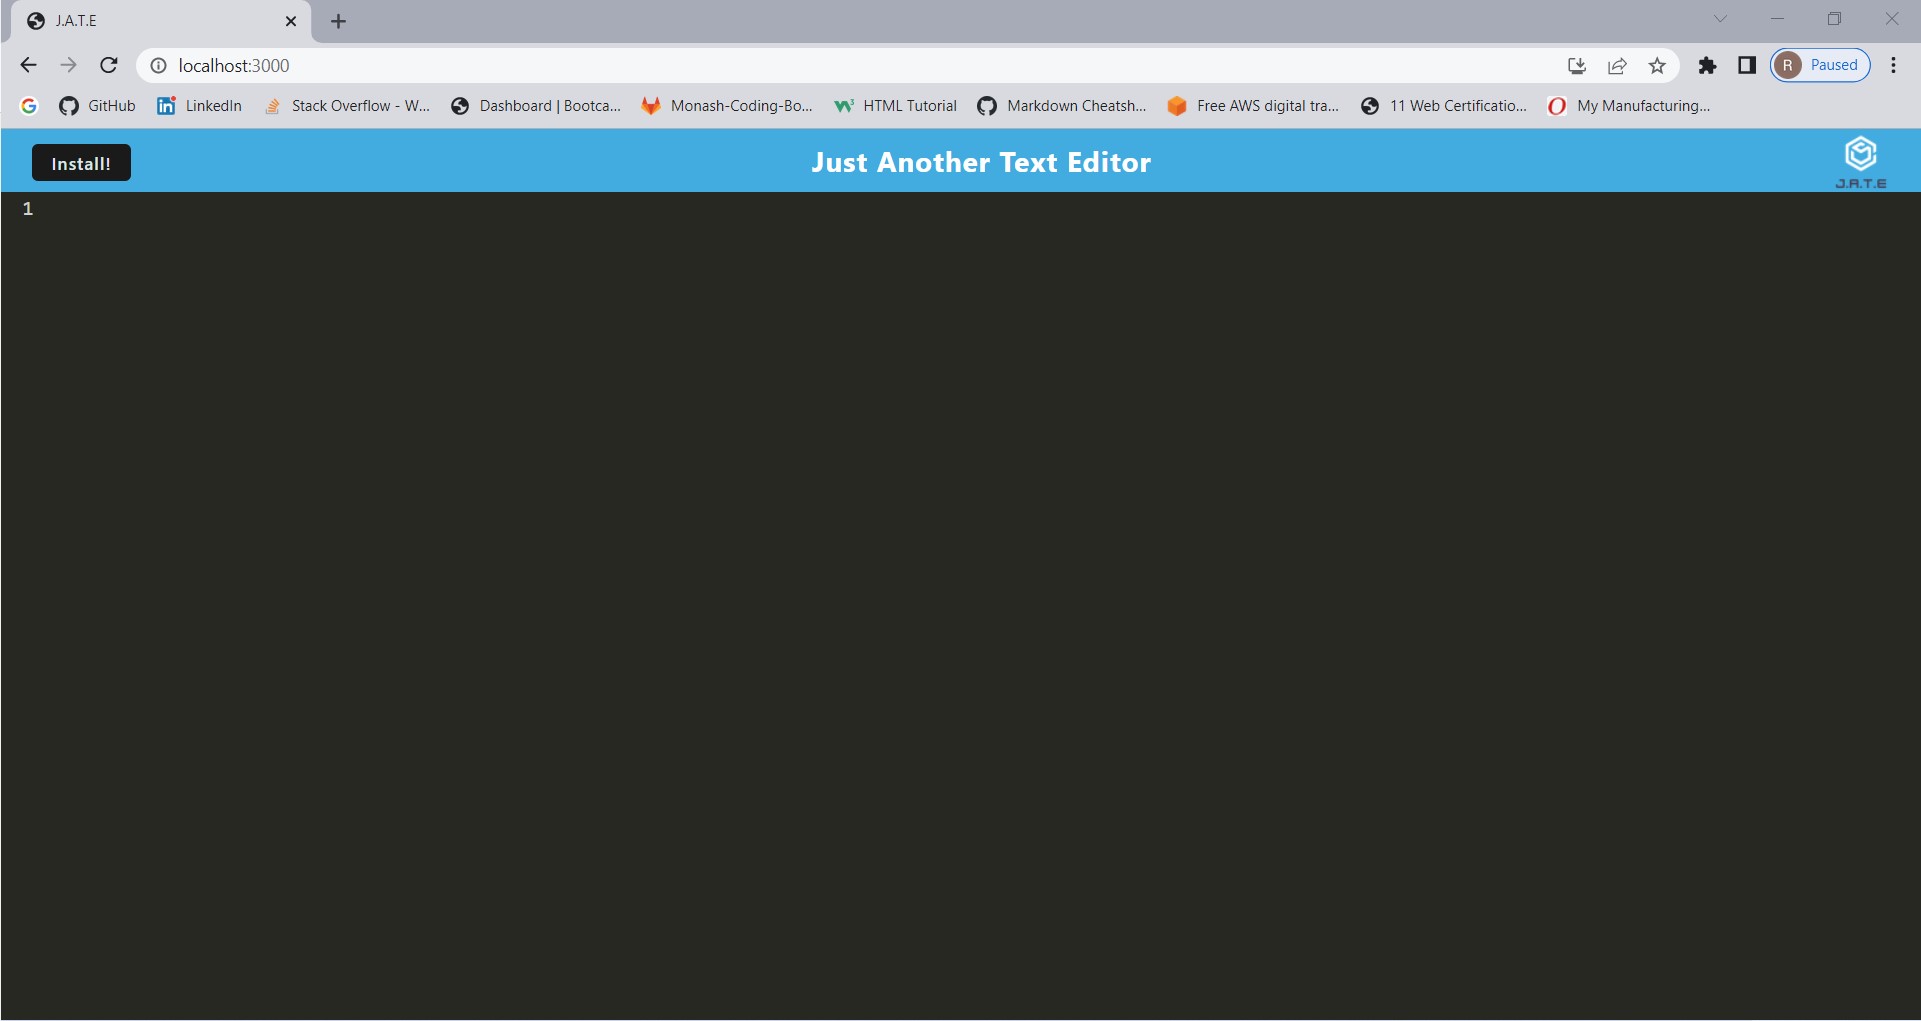 J.A.T.E
localhost:3000
R Paused
GitHub LinkedIn Stack Overflow - W... Dashboard | Bootca... Monash-Coding-Bo... HTML Tutorial Markdown Cheatsh... Free AWS digital tra... 11 Web Certificatio... My Manufacturing...
Install! Just Another Text Editor
J.A.T.E
1